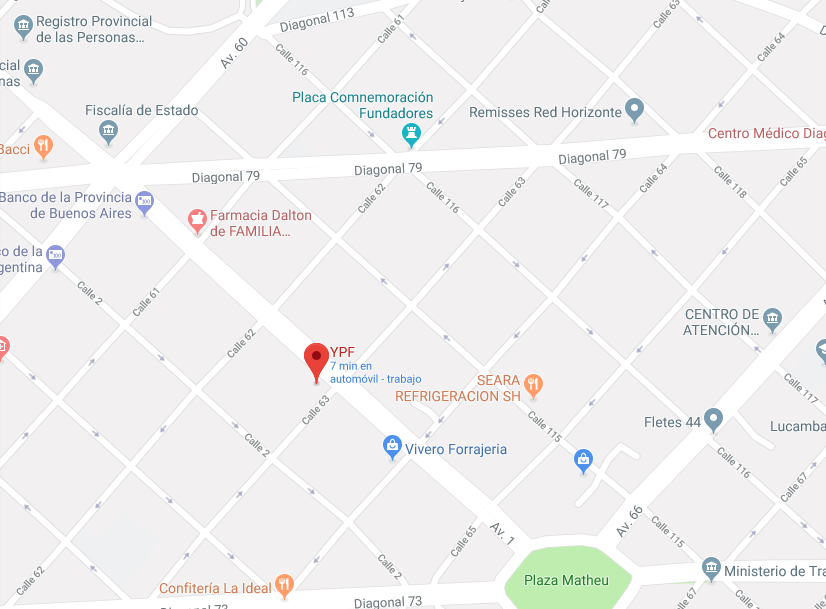 Diagonal 113
Registro Provincial
de las Personas...
Calle 61
Calle 63
Calle 64
Av. 60
Calle 116
cial
nas
Fiscalía de Estado
Placa Comnemoración
Fundadores
Remisses Red Horizonte
Centro Médico Diag
Bacci
Diagonal 79
Diagonal 79
Diagonal 79
Calle 62
Calle 116
Calle 63
Calle 117
Calle 64
Calle 118
Calle 65
Banco de la Provincia
de Buenos Aires
Farmacia Dalton
de FAMILIA...
co de la
gentina
Calle 2
Calle 61
Calle 62
CENTRO DE
ATENCIÓN...
YPF
7 min en
automóvil - trabajo
SEARA
REFRIGERACION SH
Calle 117
Calle 63
Calle 115
Fletes 44
Lucamba
Calle 2
Vivero Forrajeria
Calle 116
Calle 67
Av. 1
Av. 66
Calle 115
Calle 65
Calle 62
Calle 2
Plaza Matheu
Ministerio de Tra
Confitería La Ideal
Diagonal 73
Diagonal 73
67